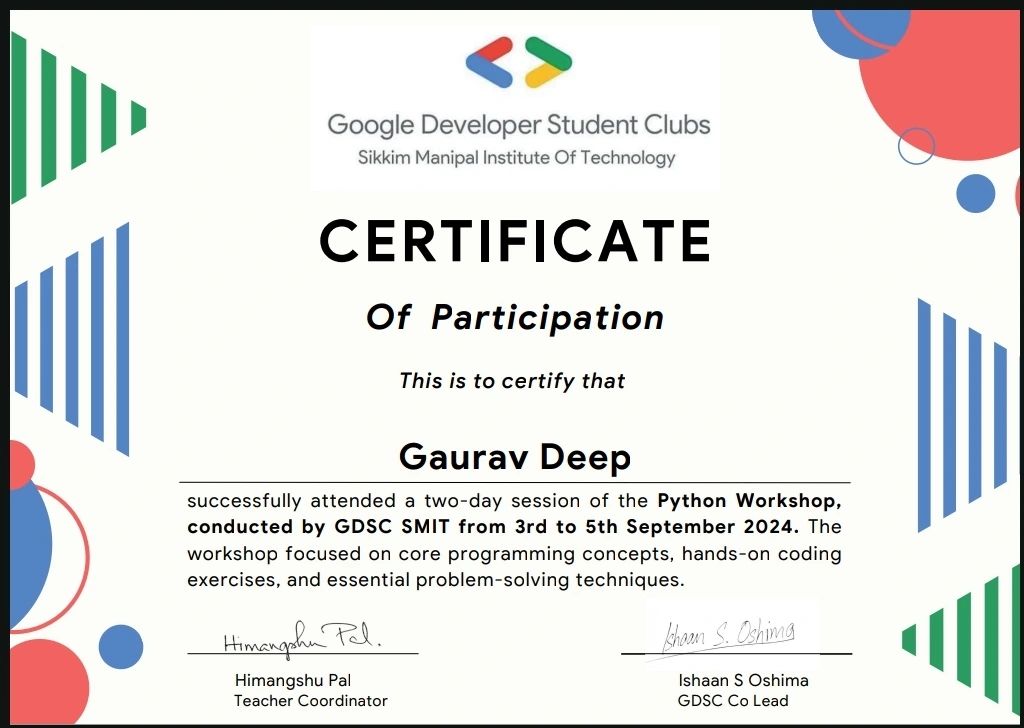 Google Developer Student Clubs
Sikkim Manipal Institute Of Technology
CERTIFICATE
Of Participation
This is to certify that
Gaurav Deep
successfully attended a two-day session of the Python Workshop,
conducted by GDSC SMIT from 3rd to 5th September 2024. The
workshop focused on core programming concepts, hands-on coding
exercises, and essential problem-solving techniques.
Himangshu Pal.
Ishaan S. Oshima
Himangshu Pal
Teacher Coordinator
Ishaan S Oshima
GDSC Co Lead